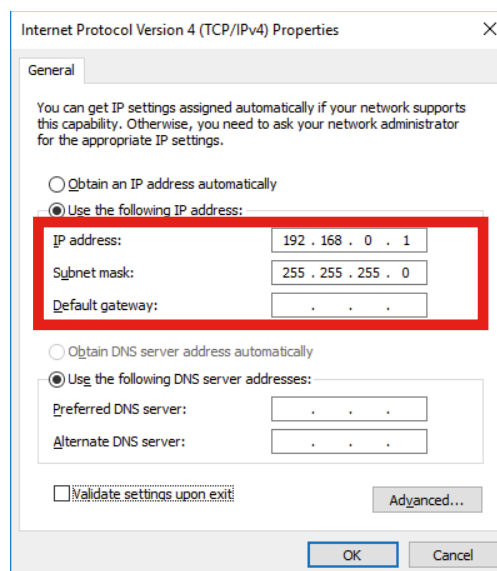 Internet Protocol Version 4 (TCP/IPv4) Properties
General
You can get IP settings assigned automatically if your network supports
this capability. Otherwise, you need to ask your network administrator
for the appropriate IP settings.
Obtain an IP address automatically
Use the following IP address:
IP address: 192 . 168 . 0 . 1
Subnet mask: 255 . 255 . 255 . 0
Default gateway: . . .
Obtain DNS server address automatically
Use the following DNS server addresses:
Preferred DNS server: . . .
Alternate DNS server: . . .
Validate settings upon exit
Advanced...
OK Cancel